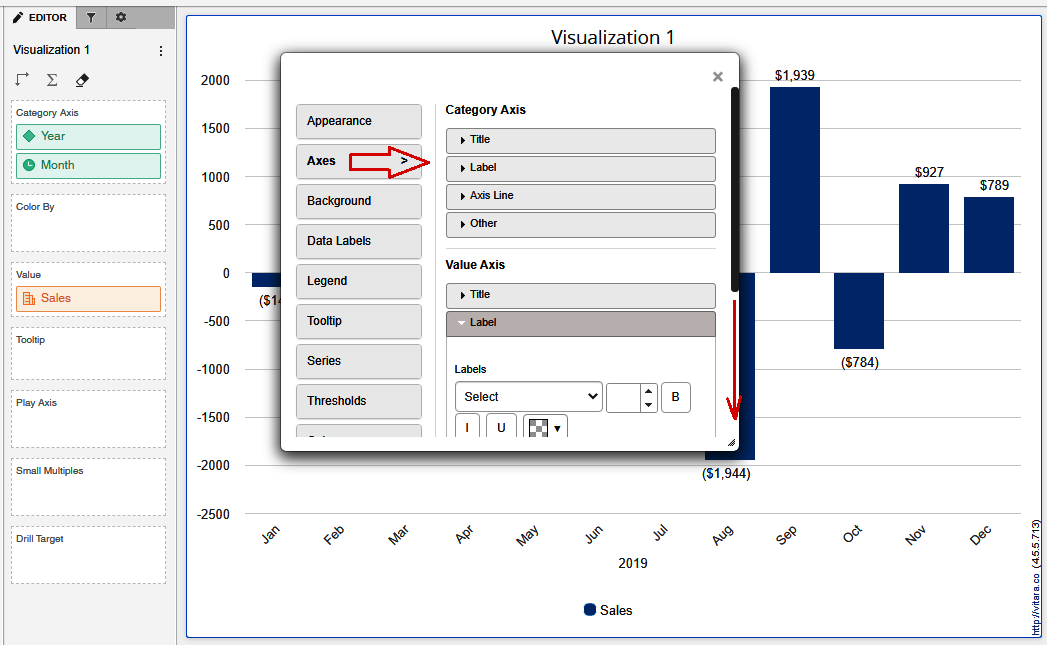 EDITOR
Visualization 1
Category Axis
Year
Month
Color By
Value
Sales
Tooltip
Play Axis
Small Multiples
Drill Target
Visualization 1
2000
1500
1000
500
0
-500
-1000
-1500
-2000
-2500
$1,939
$927
$789
($14
($784)
($1,944)
Jan
Feb
Mar
Apr
May
Jun
Jul
Aug
Sep
Oct
Nov
Dec
2019
Sales
http://vitara.co (4.5.5.713)
×
Appearance
Axes >
Background
Data Labels
Legend
Tooltip
Series
Thresholds
Category Axis
Title
Label
Axis Line
Other
Value Axis
Title
Label
Labels
Select
B
I U